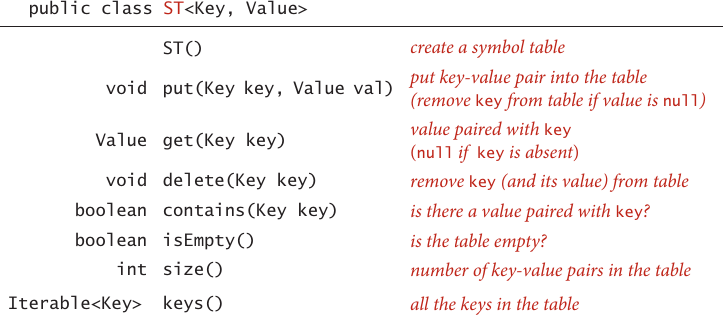 public class ST<Key, Value>
ST() create a symbol table
void put(Key key, Value val) put key-value pair into the table
(remove key from table if value is null)
Value get(Key key) value paired with key
(null if key is absent)
void delete(Key key) remove key (and its value) from table
boolean contains(Key key) is there a value paired with key?
boolean isEmpty() is the table empty?
int size() number of key-value pairs in the table
Iterable<Key> keys() all the keys in the table